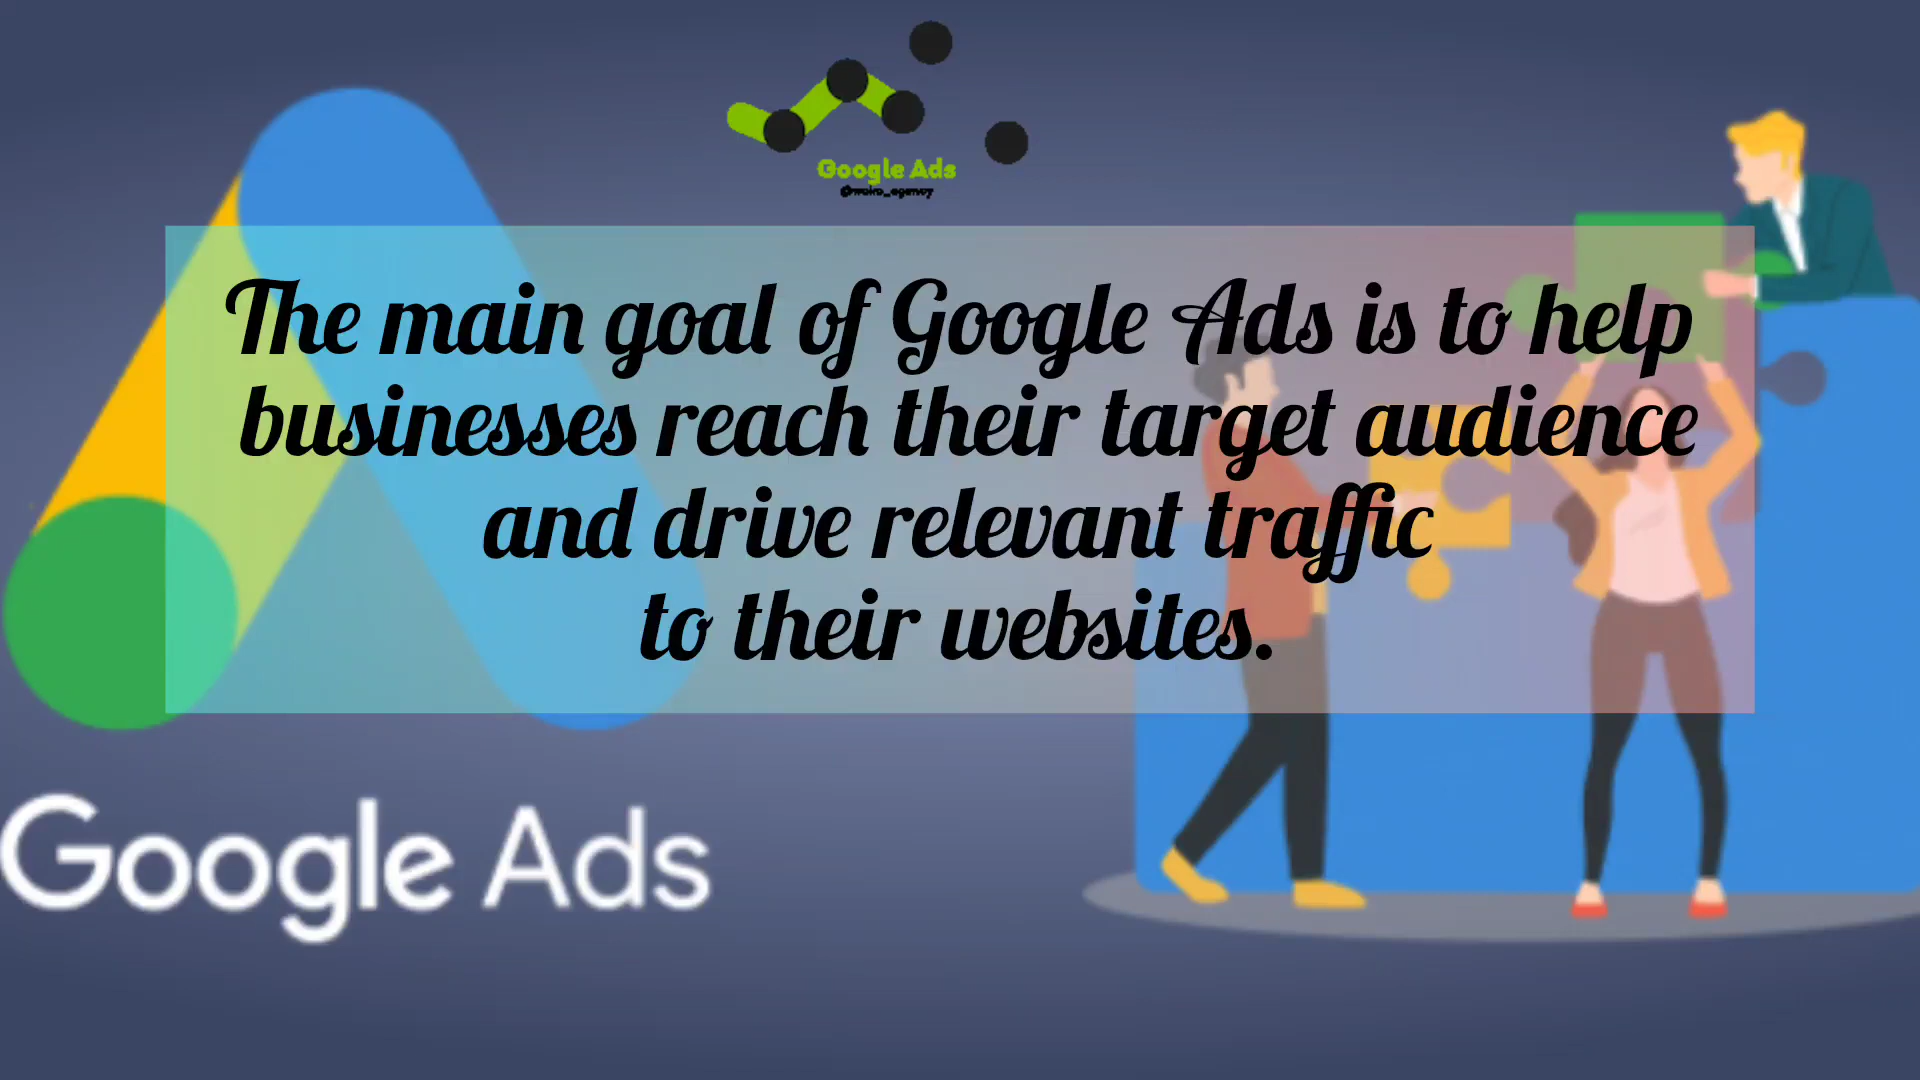 Google Ads
The main goal of Google Ads is to help
businesses reach their target audience
and drive relevant traffic
to their websites.
Google Ads